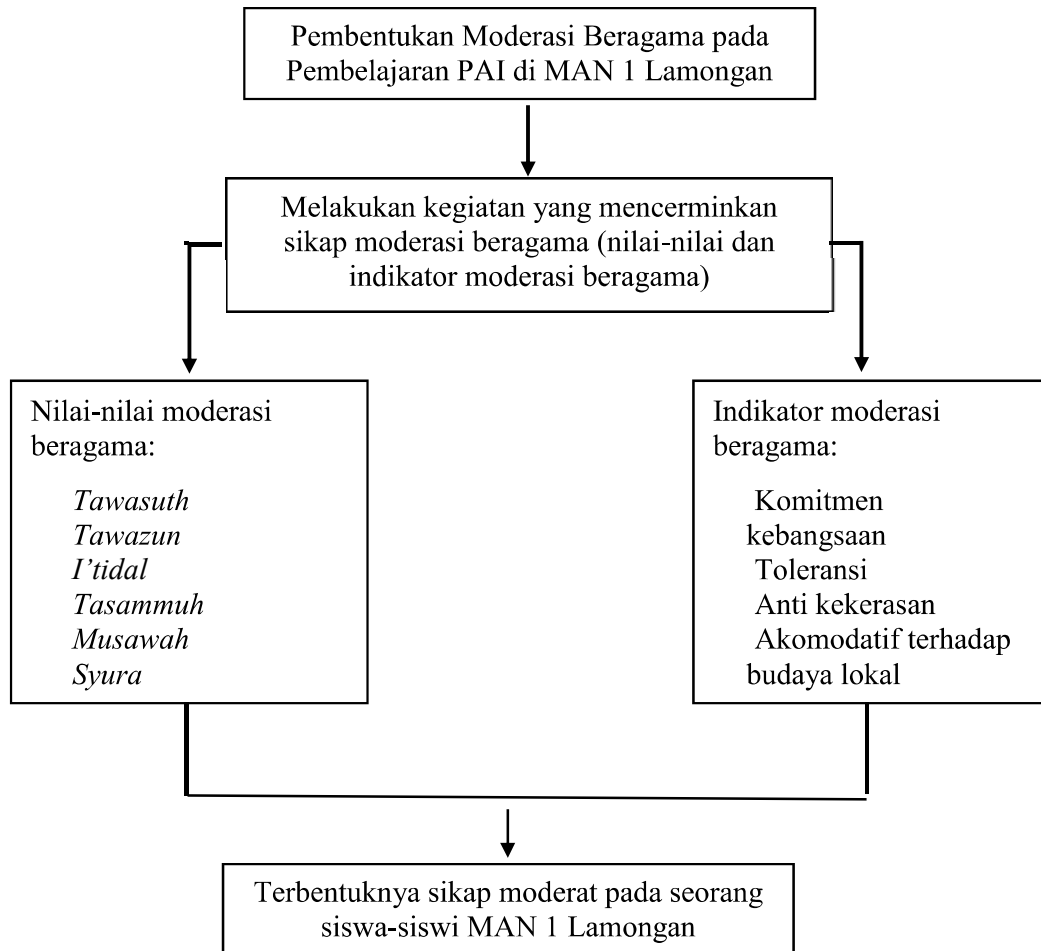 Pembentukan Moderasi Beragama pada
Pembelajaran PAI di MAN 1 Lamongan
Melakukan kegiatan yang mencerminkan
sikap moderasi beragama (nilai-nilai dan
indikator moderasi beragama)
Nilai-nilai moderasi
beragama:
Tawasuth
Tawazun
I’tidal
Tasammuh
Musawah
Syura
Indikator moderasi
beragama:
Komitmen
kebangsaan
Toleransi
Anti kekerasan
Akomodatif terhadap
budaya lokal
Terbentuknya sikap moderat pada seorang
siswa-siswi MAN 1 Lamongan